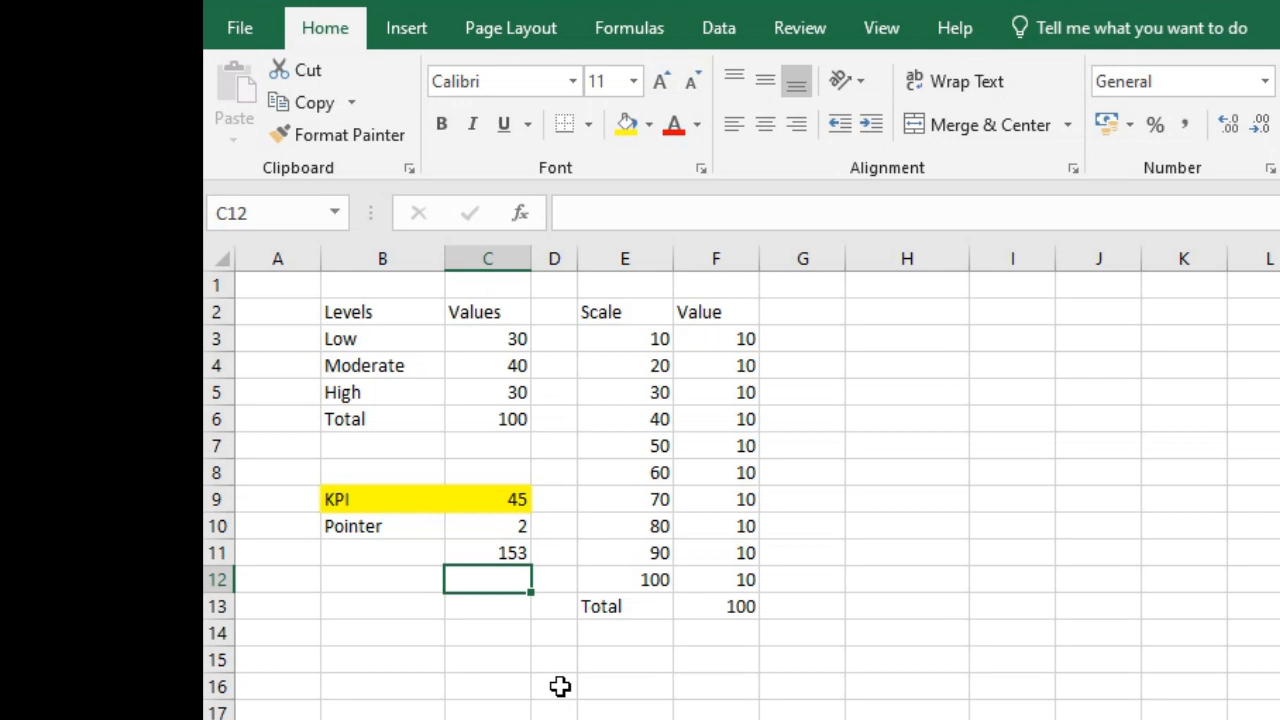 File Home Insert Page Layout Formulas Data Review View Help Tell me what you want to do
Cut
Copy
Paste
Format Painter
Calibri 11
B I U
Wrap Text
Merge & Center
General
%
Clipboard Font Alignment Number
C12 fx
A B C D E F G H I J K L
1
2 Levels Values Scale Value
3 Low 30 10 10
4 Moderate 40 20 10
5 High 30 30 10
6 Total 100 40 10
7 50 10
8 60 10
9 KPI 45 70 10
10 Pointer 2 80 10
11 153 90 10
12 100 10
13 Total 100
14
15
16
17